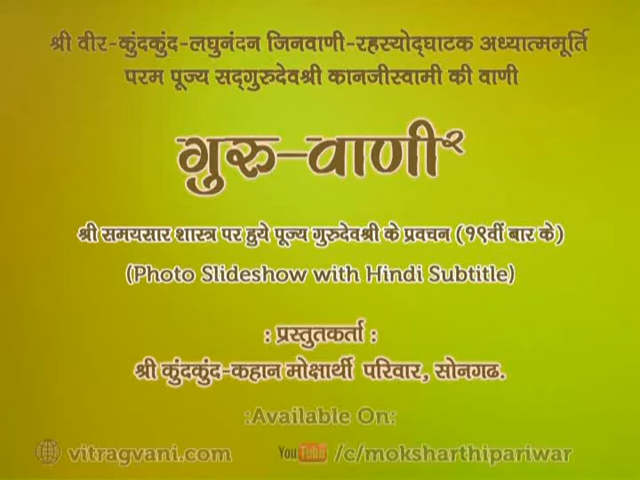 श्री वीर-कुंदकुंद-लघुनंदन जिनवाणी-रहस्योद्घाटक अध्यात्ममूर्ति
परम पूज्य सद्गुरुदेवश्री कानजीस्वामी की वाणी
गुरु-वाणी२
श्री समयसार शास्त्र पर हुये पूज्य गुरुदेवश्री के प्रवचन (१९वीं बार के)
(Photo Slideshow with Hindi Subtitle)
: प्रस्तुतकर्ता :
श्री कुंदकुंद-कहान मोक्षार्थी परिवार, सोनगढ.
:Available On:
vitragvani.com YouTube /c/moksharthipariwar